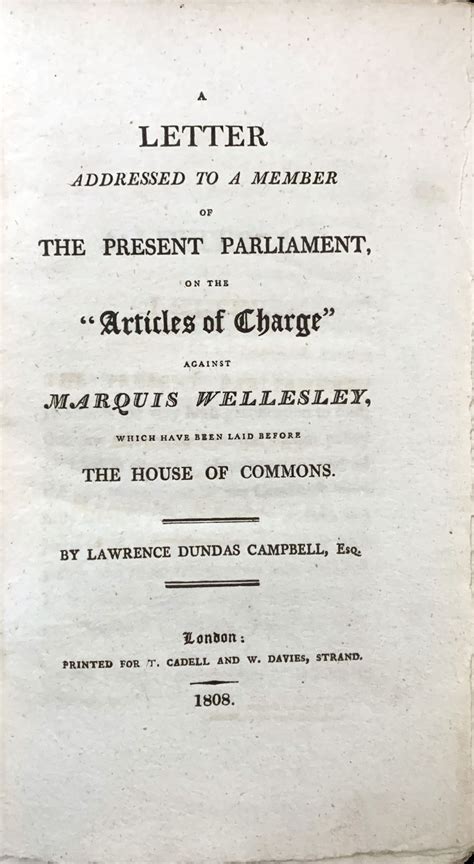 A
LETTER
ADDRESSED TO A MEMBER
OF
THE PRESENT PARLIAMENT,
ON THE
"Articles of Charge"
AGAINST
MARQUIS WELLESLEY,
WHICH HAVE BEEN LAID BEFORE
THE HOUSE OF COMMONS.
BY LAWRENCE DUNDAS CAMPBELL, Esq.
London:
PRINTED FOR T. CADELL AND W. DAVIES, STRAND.
1808.